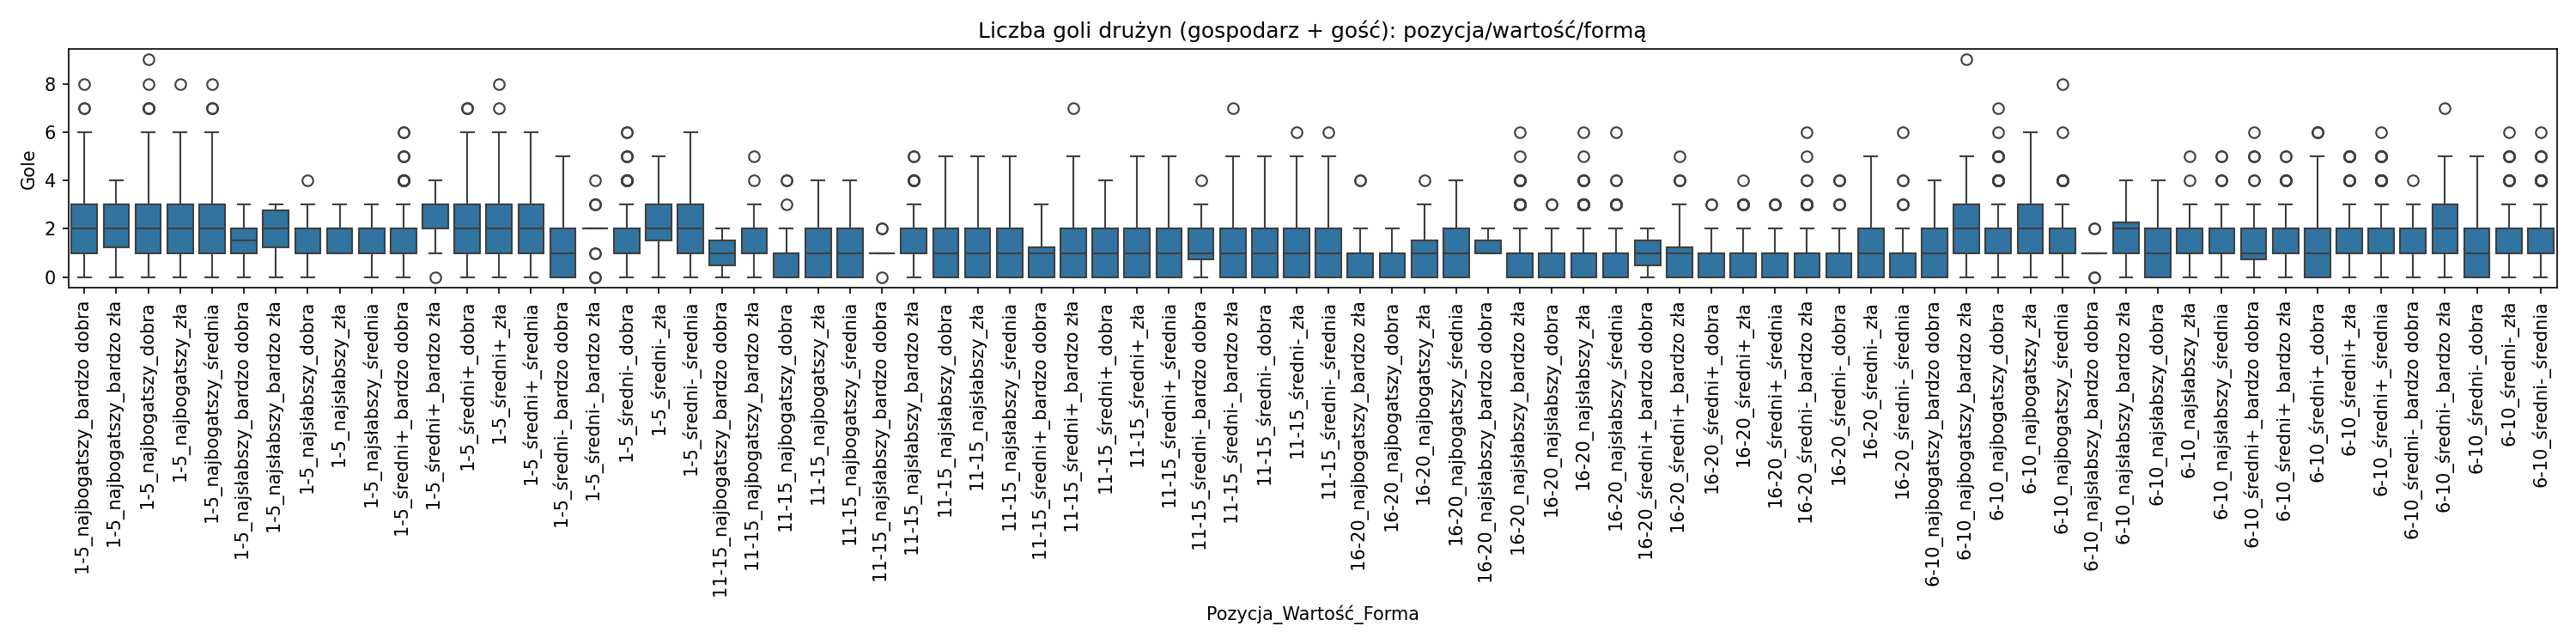 Liczba goli drużyn (gospodarz + gość): pozycja/wartość/formą
Gole
8
6
4
2
0
1-5_najbogatszy_bardzo dobra
1-5_najbogatszy_bardzo zła
1-5_najbogatszy_dobra
1-5_najbogatszy_zła
1-5_najbogatszy_średnia
1-5_najsłabszy_bardzo dobra
1-5_najsłabszy_bardzo zła
1-5_najsłabszy_dobra
1-5_najsłabszy_zła
1-5_najsłabszy_średnia
1-5_średni+_bardzo dobra
1-5_średni+_bardzo zła
1-5_średni+_dobra
1-5_średni+_zła
1-5_średni+_średnia
1-5_średni-_bardzo dobra
1-5_średni-_bardzo zła
1-5_średni-_dobra
1-5_średni-_zła
1-5_średni-_średnia
11-15_najbogatszy_bardzo dobra
11-15_najbogatszy_bardzo zła
11-15_najbogatszy_dobra
11-15_najbogatszy_zła
11-15_najbogatszy_średnia
11-15_najsłabszy_bardzo dobra
11-15_najsłabszy_bardzo zła
11-15_najsłabszy_dobra
11-15_najsłabszy_zła
11-15_najsłabszy_średnia
11-15_średni+_bardzo dobra
11-15_średni+_bardzo zła
11-15_średni+_dobra
11-15_średni+_zła
11-15_średni+_średnia
11-15_średni-_bardzo dobra
11-15_średni-_bardzo zła
11-15_średni-_dobra
11-15_średni-_zła
11-15_średni-_średnia
16-20_najbogatszy_bardzo zła
16-20_najbogatszy_dobra
16-20_najbogatszy_zła
16-20_najbogatszy_średnia
16-20_najsłabszy_bardzo dobra
16-20_najsłabszy_bardzo zła
16-20_najsłabszy_dobra
16-20_najsłabszy_zła
16-20_najsłabszy_średnia
16-20_średni+_bardzo dobra
16-20_średni+_bardzo zła
16-20_średni+_dobra
16-20_średni+_zła
16-20_średni+_średnia
16-20_średni-_bardzo zła
16-20_średni-_dobra
16-20_średni-_zła
16-20_średni-_średnia
6-10_najbogatszy_bardzo dobra
6-10_najbogatszy_bardzo zła
6-10_najbogatszy_dobra
6-10_najbogatszy_zła
6-10_najbogatszy_średnia
6-10_najsłabszy_bardzo dobra
6-10_najsłabszy_bardzo zła
6-10_najsłabszy_dobra
6-10_najsłabszy_zła
6-10_najsłabszy_średnia
6-10_średni+_bardzo dobra
6-10_średni+_bardzo zła
6-10_średni+_dobra
6-10_średni+_zła
6-10_średni+_średnia
6-10_średni-_bardzo dobra
6-10_średni-_bardzo zła
6-10_średni-_dobra
6-10_średni-_zła
6-10_średni-_średnia
Pozycja_Wartość_Forma